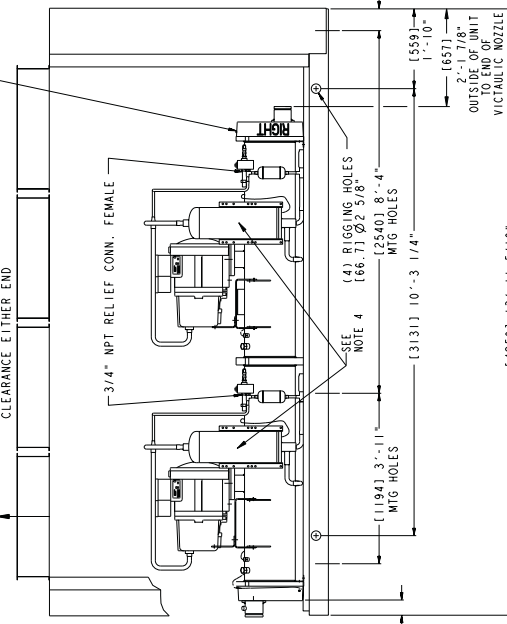 CLEARANCE EITHER END
3/4" NPT RELIEF CONN. FEMALE
RIGHT
SEE
NOTE 4
(4) RIGGING HOLES
[66.7] Ø2 5/8"
[2540] 8'-4"
MTG HOLES
[3131] 10'-3 1/4"
[1194] 3'-11"
MTG HOLES
[559]
1'-10"
[657]
2'-1 7/8"
OUTSIDE OF UNIT
TO END OF
VICTAULIC NOZZLE